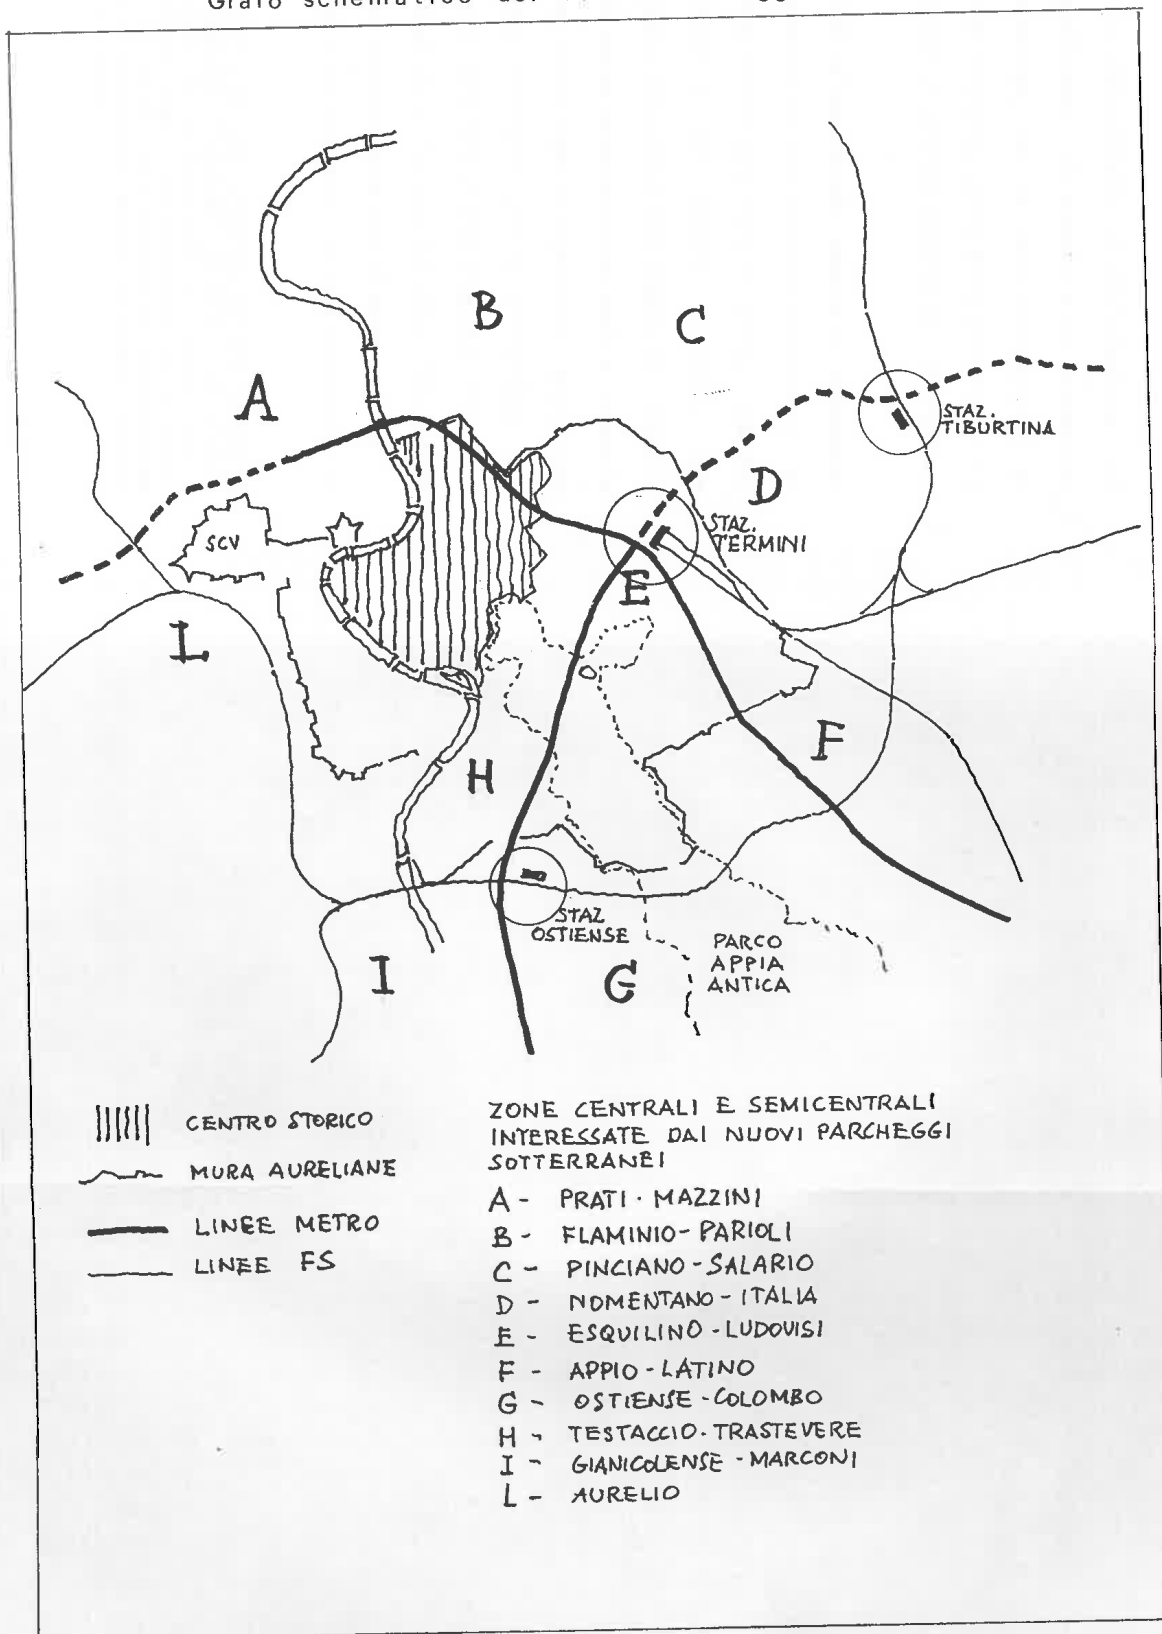 Grafo schematico
B
C
A
STAZ.
TIBURTINA
D
STAZ.
TERMINI
SCV
E
L
F
H
STAZ
OSTIENSE
PARCO
APPIA
ANTICA
I
G
CENTRO STORICO
MURA AURELIANE
LINEE METRO
LINEE FS
ZONE CENTRALI E SEMICENTRALI
INTERESSATE DAI NUOVI PARCHEGGI
SOTTERRANEI
A - PRATI - MAZZINI
B - FLAMINIO - PARIOLI
C - PINCIANO - SALARIO
D - NOMENTANO - ITALIA
E - ESQUILINO - LUDOVISI
F - APPIO - LATINO
G - OSTIENSE - COLOMBO
H - TESTACCIO - TRASTEVERE
I - GIANICOLENSE - MARCONI
L - AURELIO